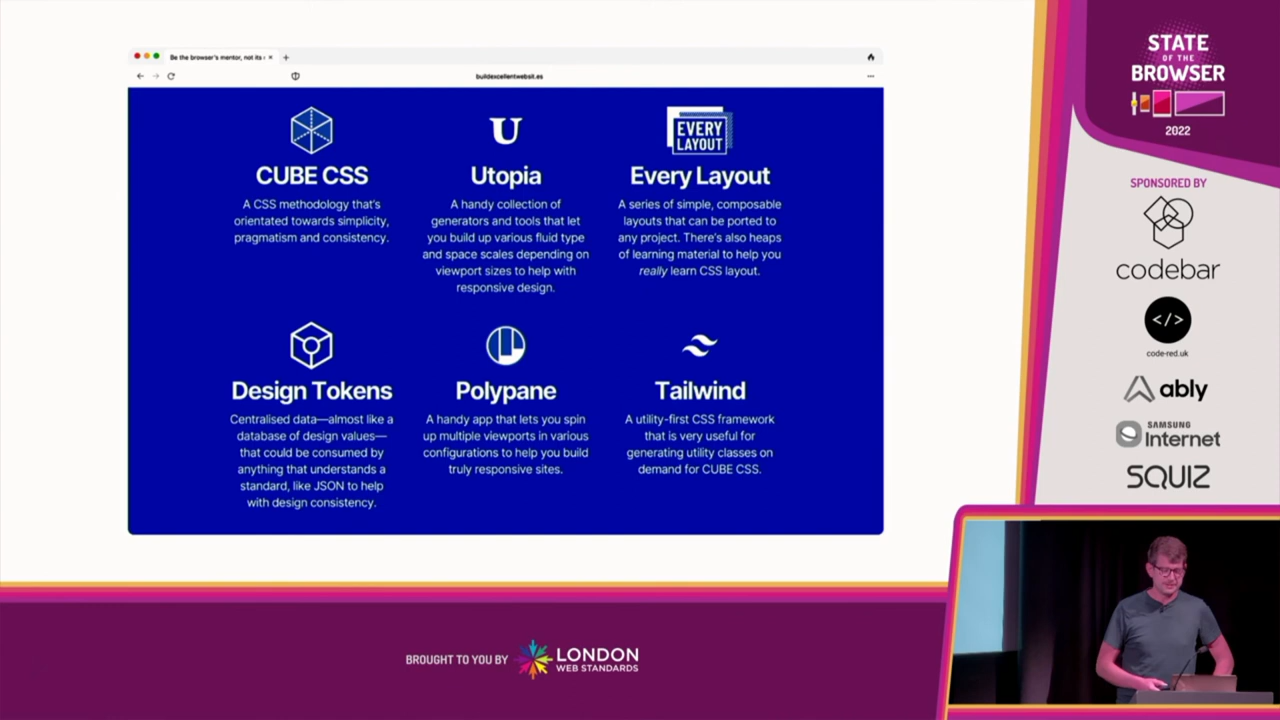 Be the browser's mentor, not its
buildexcellentwebsit.es
CUBE CSS
A CSS methodology that's
orientated towards simplicity,
pragmatism and consistency.
U
Utopia
A handy collection of
generators and tools that let
you build up various fluid type
and space scales depending on
viewport sizes to help with
responsive design.
EVERY
LAYOUT
Every Layout
A series of simple, composable
layouts that can be ported to
any project. There's also heaps
of learning material to help you
really learn CSS layout.
Design Tokens
Centralised data—almost like a
database of design values—
that could be consumed by
anything that understands a
standard, like JSON to help
with design consistency.
Polypane
A handy app that lets you spin
up multiple viewports in various
configurations to help you build
truly responsive sites.
Tailwind
A utility-first CSS framework
that is very useful for
generating utility classes on
demand for CUBE CSS.
STATE
OF THE
BROWSER
2022
SPONSORED BY
codebar
</>
code-red.uk
ably
SAMSUNG
Internet
SQUIZ
BROUGHT TO YOU BY
LONDON
WEB STANDARDS